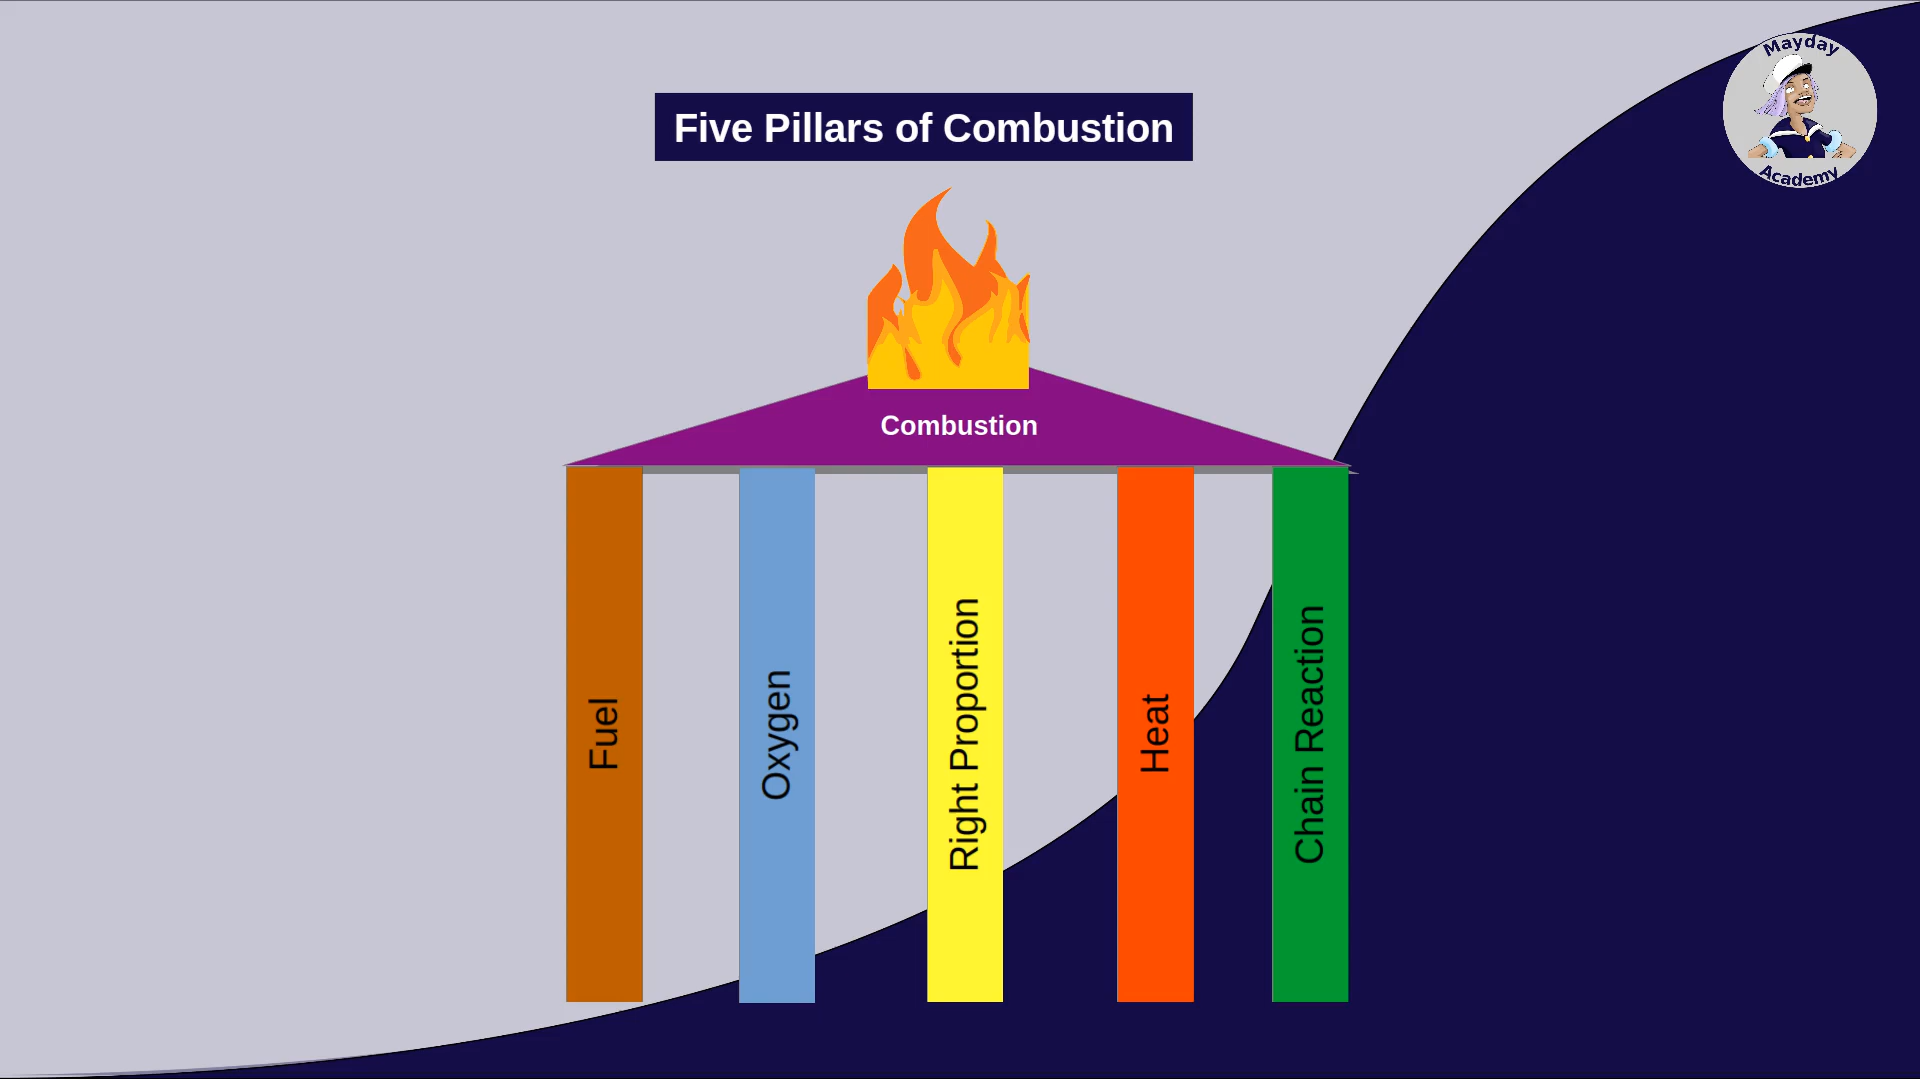 Mayday
Academy
Five Pillars of Combustion
Combustion
Fuel
Oxygen
Right Proportion
Heat
Chain Reaction